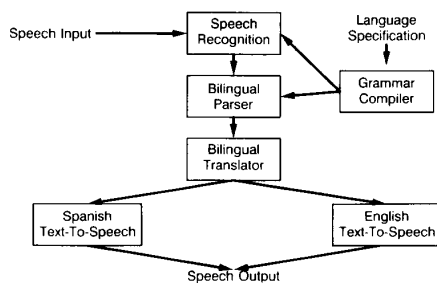 Speech Input
Speech
Recognition
Language
Specification
Bilingual
Parser
Grammar
Compiler
Bilingual
Translator
Spanish
Text-To-Speech
English
Text-To-Speech
Speech Output